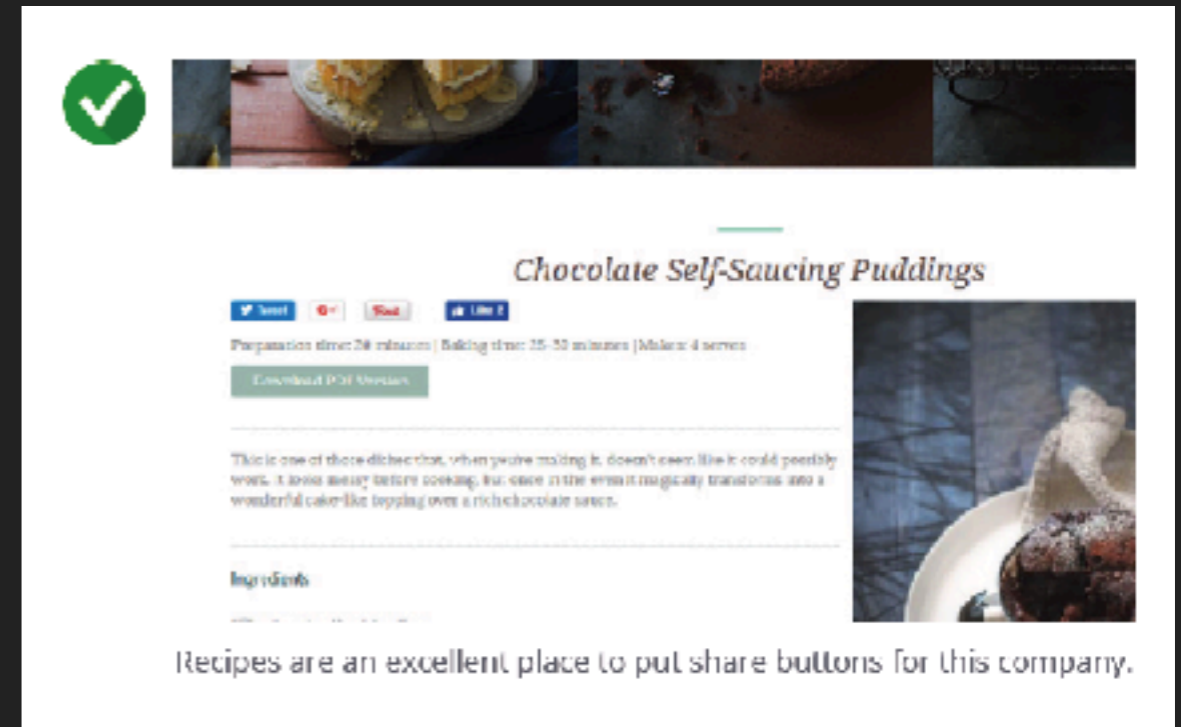 Chocolate Self-Saucing Puddings
Tweet
Like 2
Preparation time: 20 minutes | Baking time: 25-30 minutes | Makes: 4 serves
Download PDF Version
This is one of those dishes that, when you're making it, doesn't seem like it could possibly
work. It looks messy before cooking, but once in the oven it magically transforms into a
wonderful cake-like topping over a rich chocolate sauce.
Ingredients
Recipes are an excellent place to put share buttons for this company.